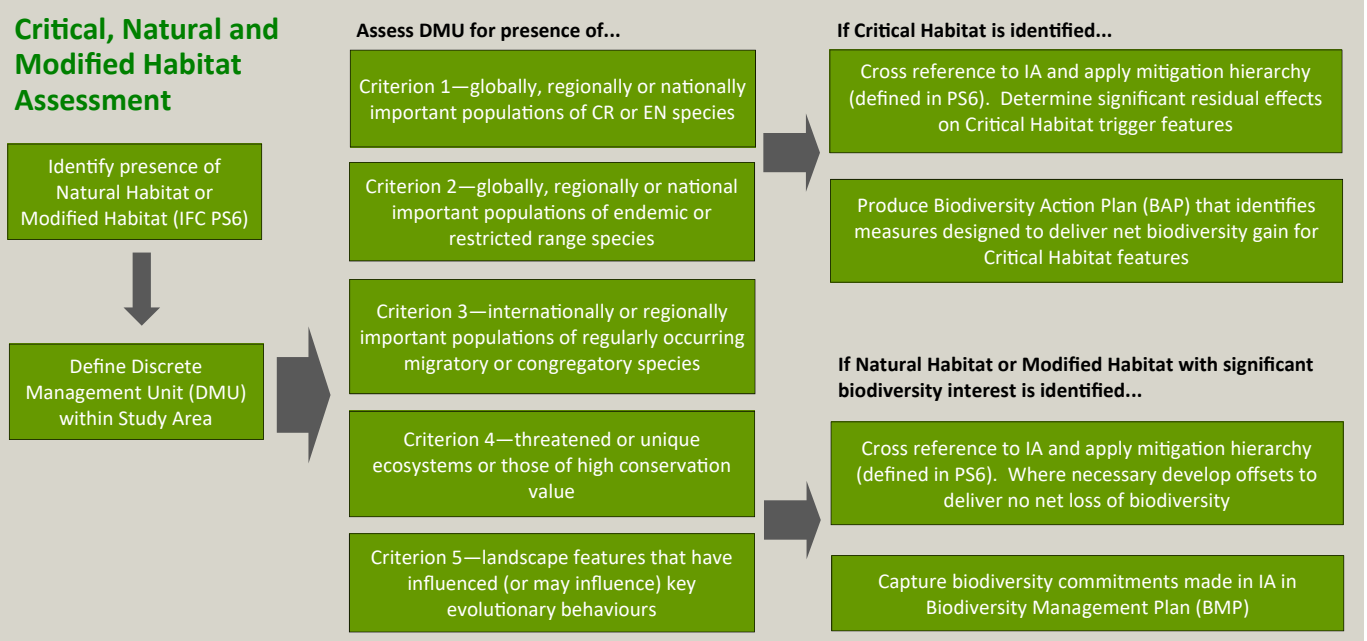 Critical, Natural and
Modified Habitat
Assessment
Identify presence of
Natural Habitat or
Modified Habitat (IFC PS6)
Define Discrete
Management Unit (DMU)
within Study Area
Assess DMU for presence of...
Criterion 1—globally, regionally or nationally
important populations of CR or EN species
Criterion 2—globally, regionally or national
important populations of endemic or
restricted range species
Criterion 3—internationally or regionally
important populations of regularly occurring
migratory or congregatory species
Criterion 4—threatened or unique
ecosystems or those of high conservation
value
Criterion 5—landscape features that have
influenced (or may influence) key
evolutionary behaviours
If Critical Habitat is identified...
Cross reference to IA and apply mitigation hierarchy
(defined in PS6).  Determine significant residual effects
on Critical Habitat trigger features
Produce Biodiversity Action Plan (BAP) that identifies
measures designed to deliver net biodiversity gain for
Critical Habitat features
If Natural Habitat or Modified Habitat with significant
biodiversity interest is identified...
Cross reference to IA and apply mitigation hierarchy
(defined in PS6).  Where necessary develop offsets to
deliver no net loss of biodiversity
Capture biodiversity commitments made in IA in
Biodiversity Management Plan (BMP)